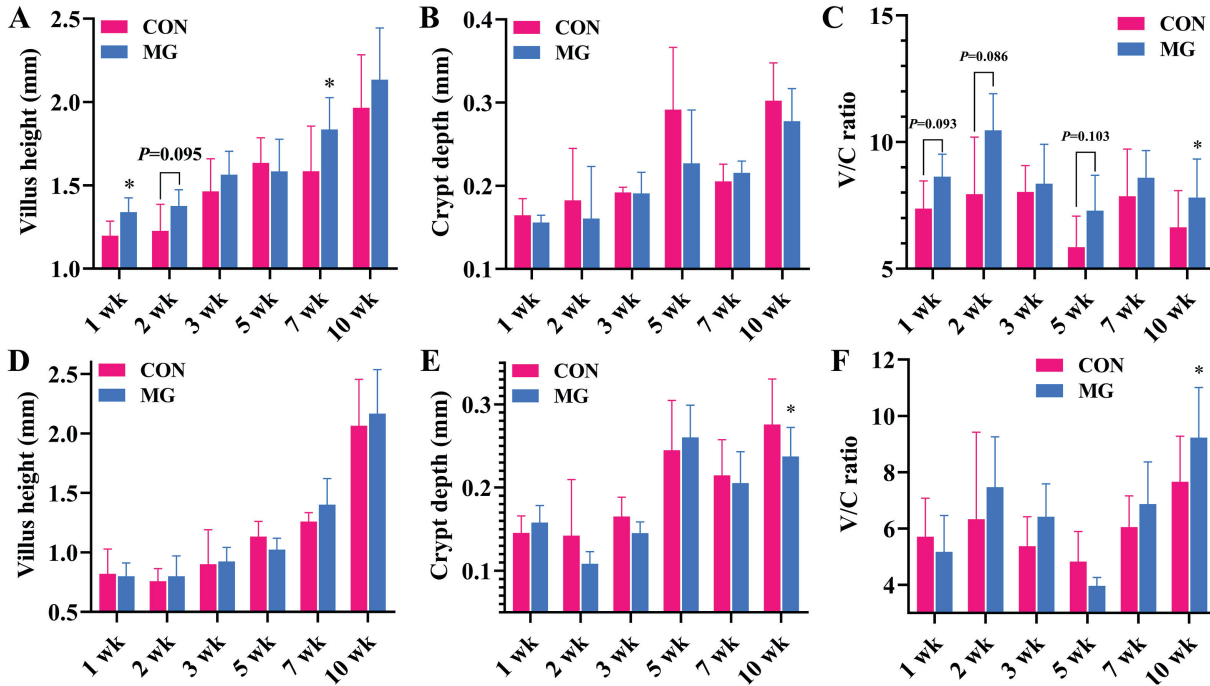 A
Villus height (mm)
2.5
2.0
1.5
1.0
CON
MG
*
P=0.095
*
1 wk
2 wk
3 wk
5 wk
7 wk
10 wk
B
Crypt depth (mm)
0.4
0.3
0.2
0.1
CON
MG
1 wk
2 wk
3 wk
5 wk
7 wk
10 wk
C
V/C ratio
15
10
5
CON
MG
P=0.093
P=0.086
P=0.103
*
1 wk
2 wk
3 wk
5 wk
7 wk
10 wk
D
Villus height (mm)
2.5
2.0
1.5
1.0
0.5
CON
MG
1 wk
2 wk
3 wk
5 wk
7 wk
10 wk
E
Crypt depth (mm)
0.3
0.2
0.1
CON
MG
*
1 wk
2 wk
3 wk
5 wk
7 wk
10 wk
F
V/C ratio
12
10
8
6
4
CON
MG
*
1 wk
2 wk
3 wk
5 wk
7 wk
10 wk